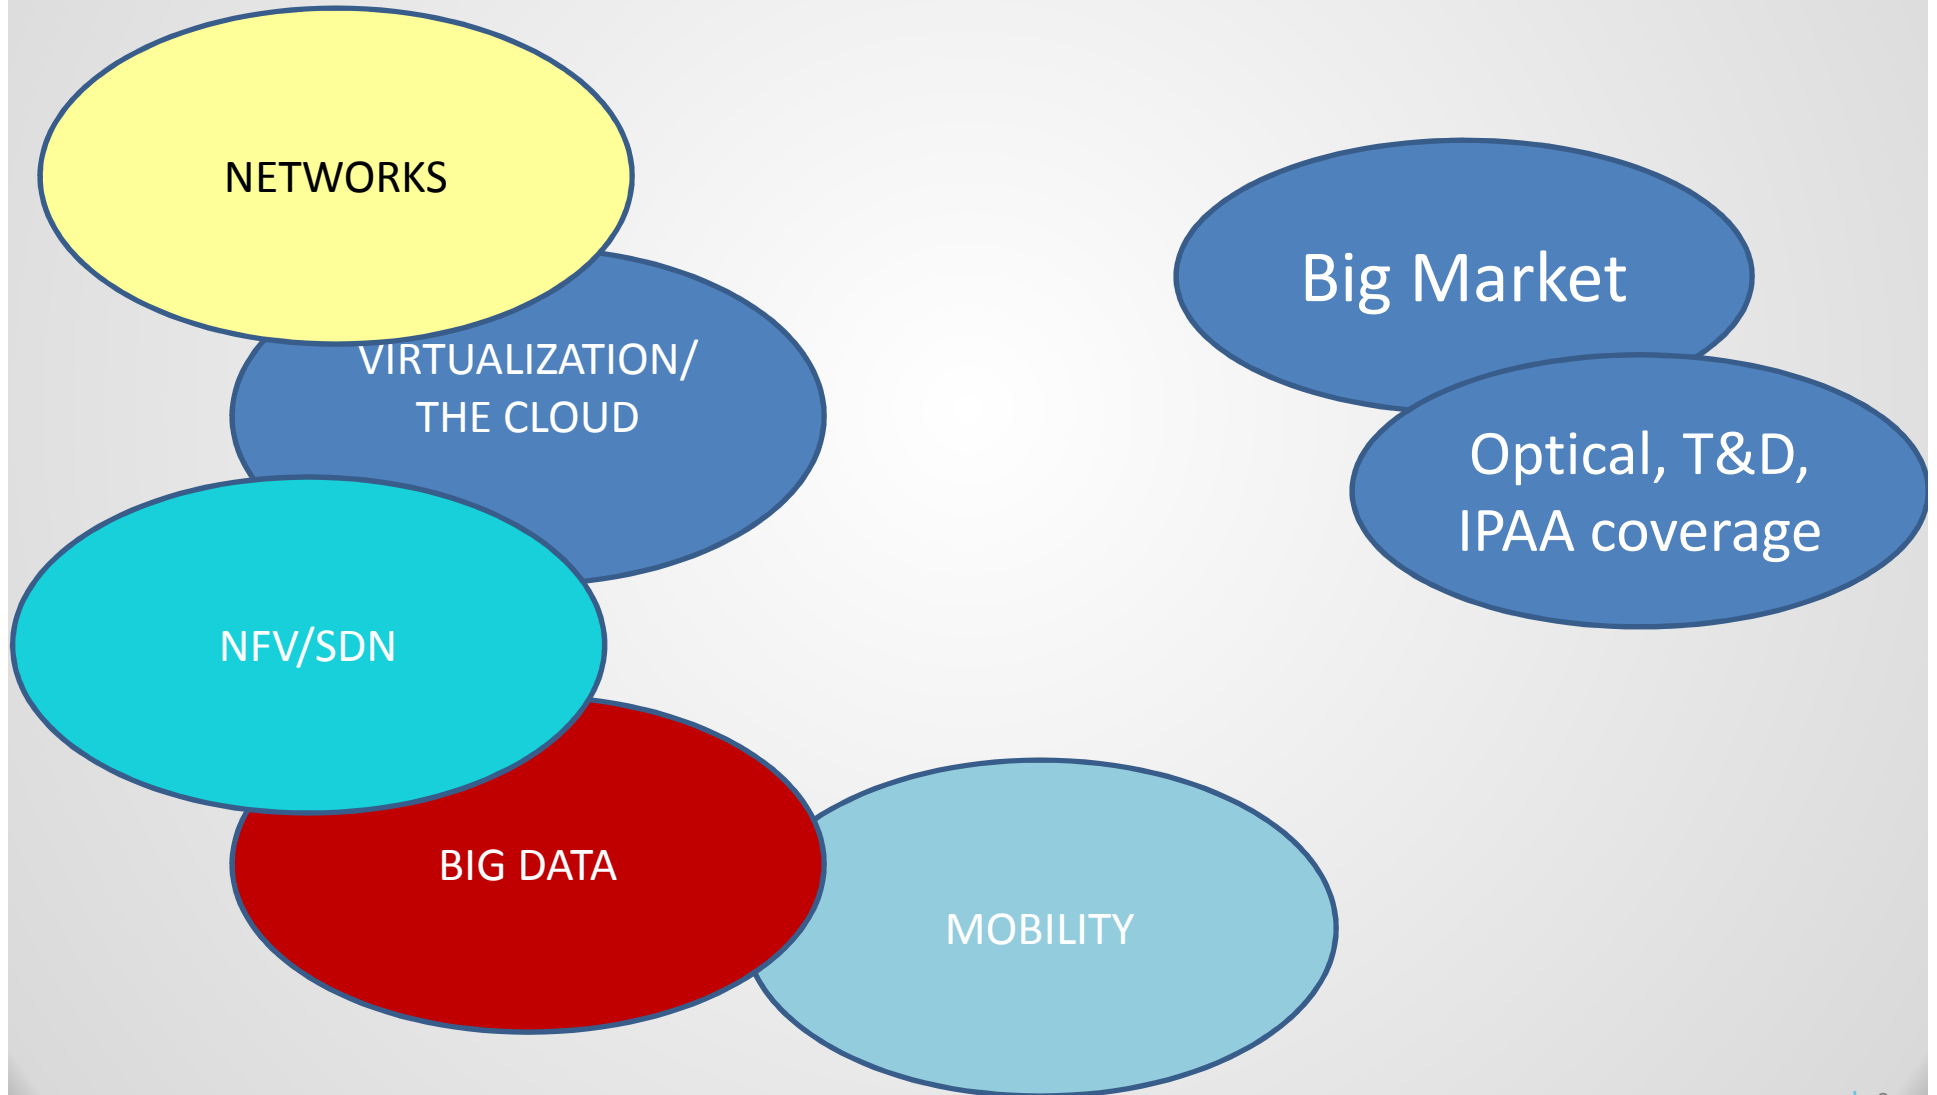 NETWORKS
VIRTUALIZATION/
THE CLOUD
NFV/SDN
BIG DATA
MOBILITY
Big Market
Optical, T&D,
IPAA coverage